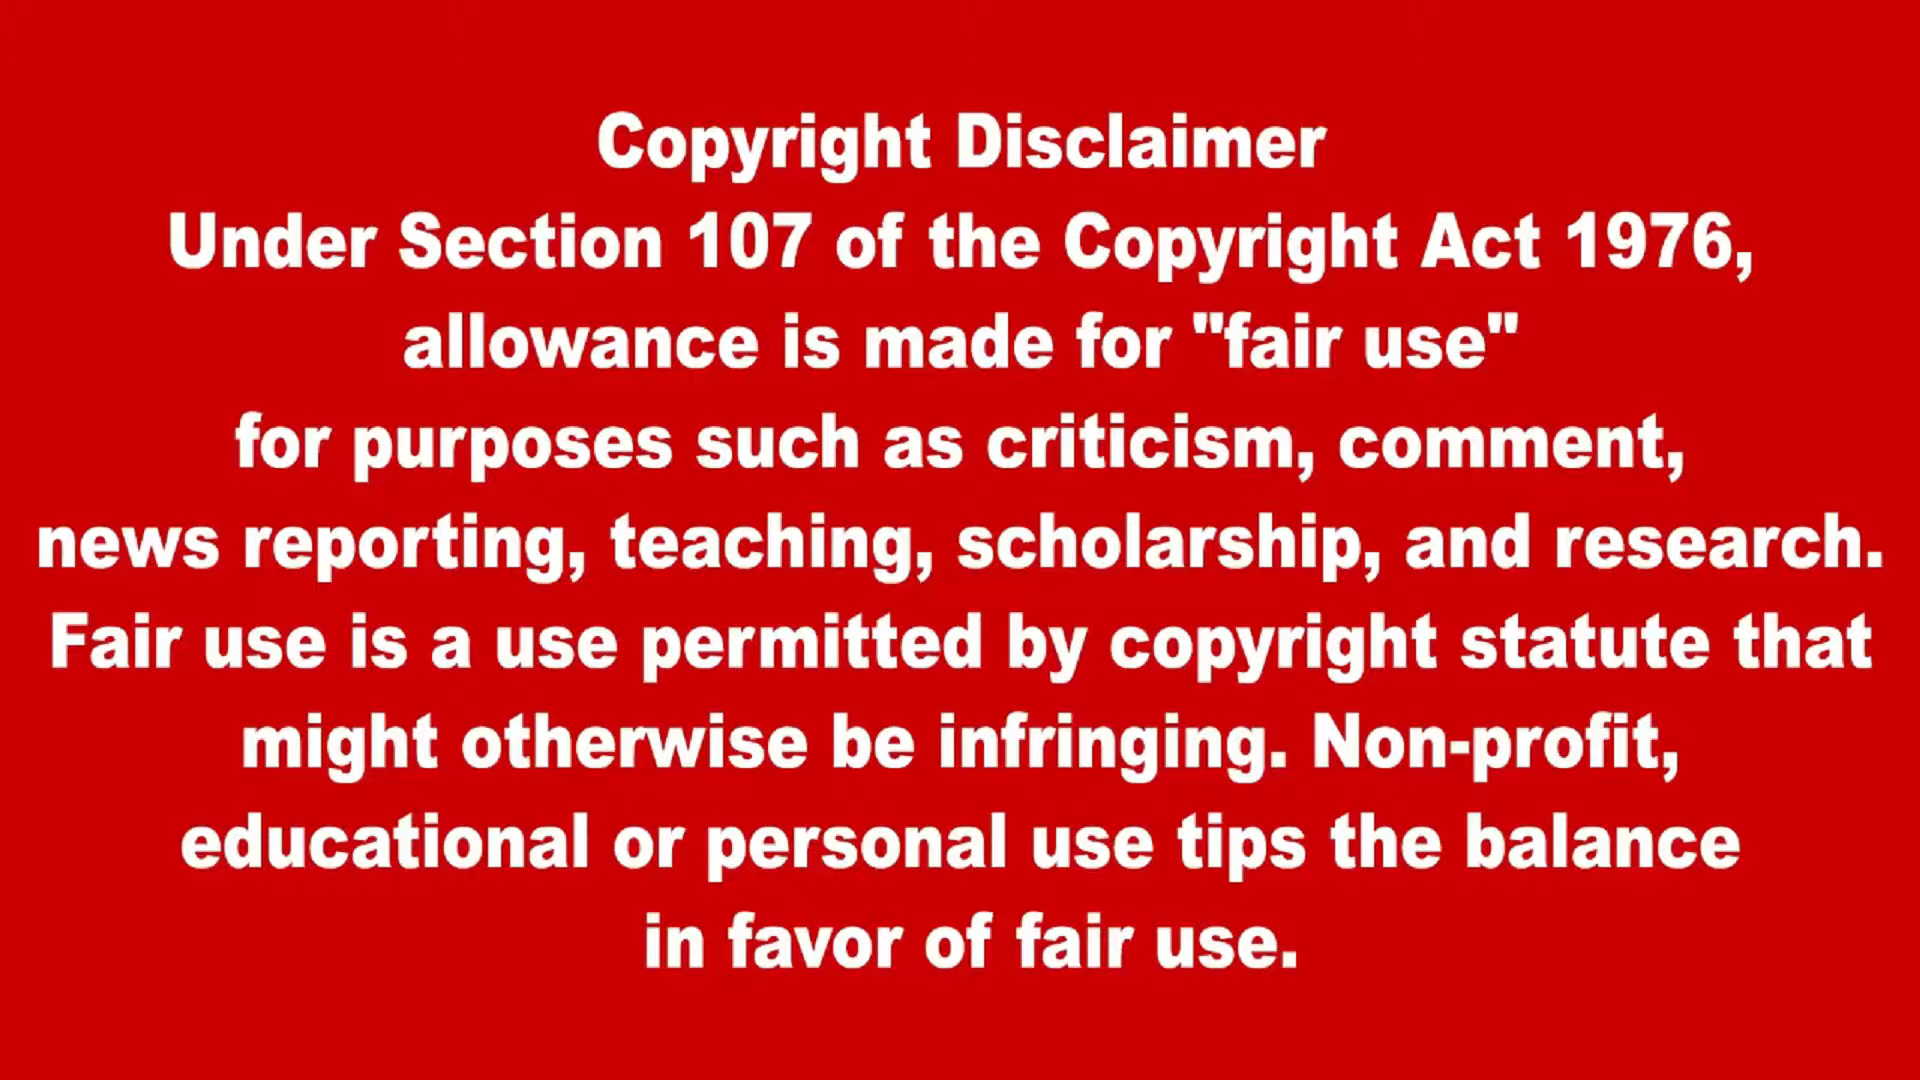 Copyright Disclaimer
Under Section 107 of the Copyright Act 1976,
allowance is made for "fair use"
for purposes such as criticism, comment,
news reporting, teaching, scholarship, and research.
Fair use is a use permitted by copyright statute that
might otherwise be infringing. Non-profit,
educational or personal use tips the balance
in favor of fair use.